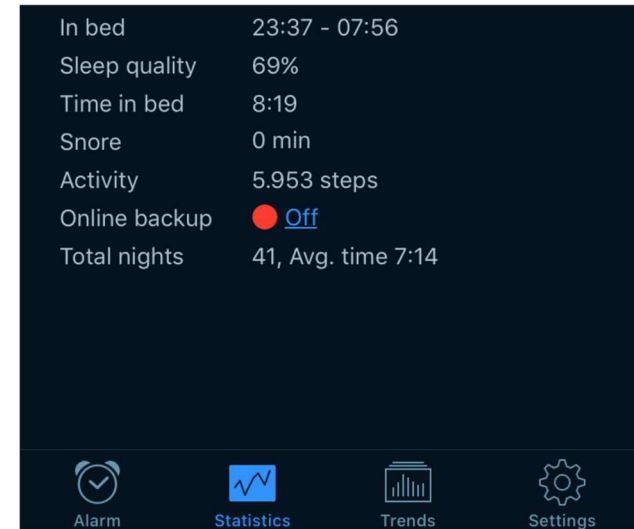 In bed 23:37 - 07:56
Sleep quality 69%
Time in bed 8:19
Snore 0 min
Activity 5.953 steps
Online backup Off
Total nights 41, Avg. time 7:14
Alarm Statistics Trends Settings